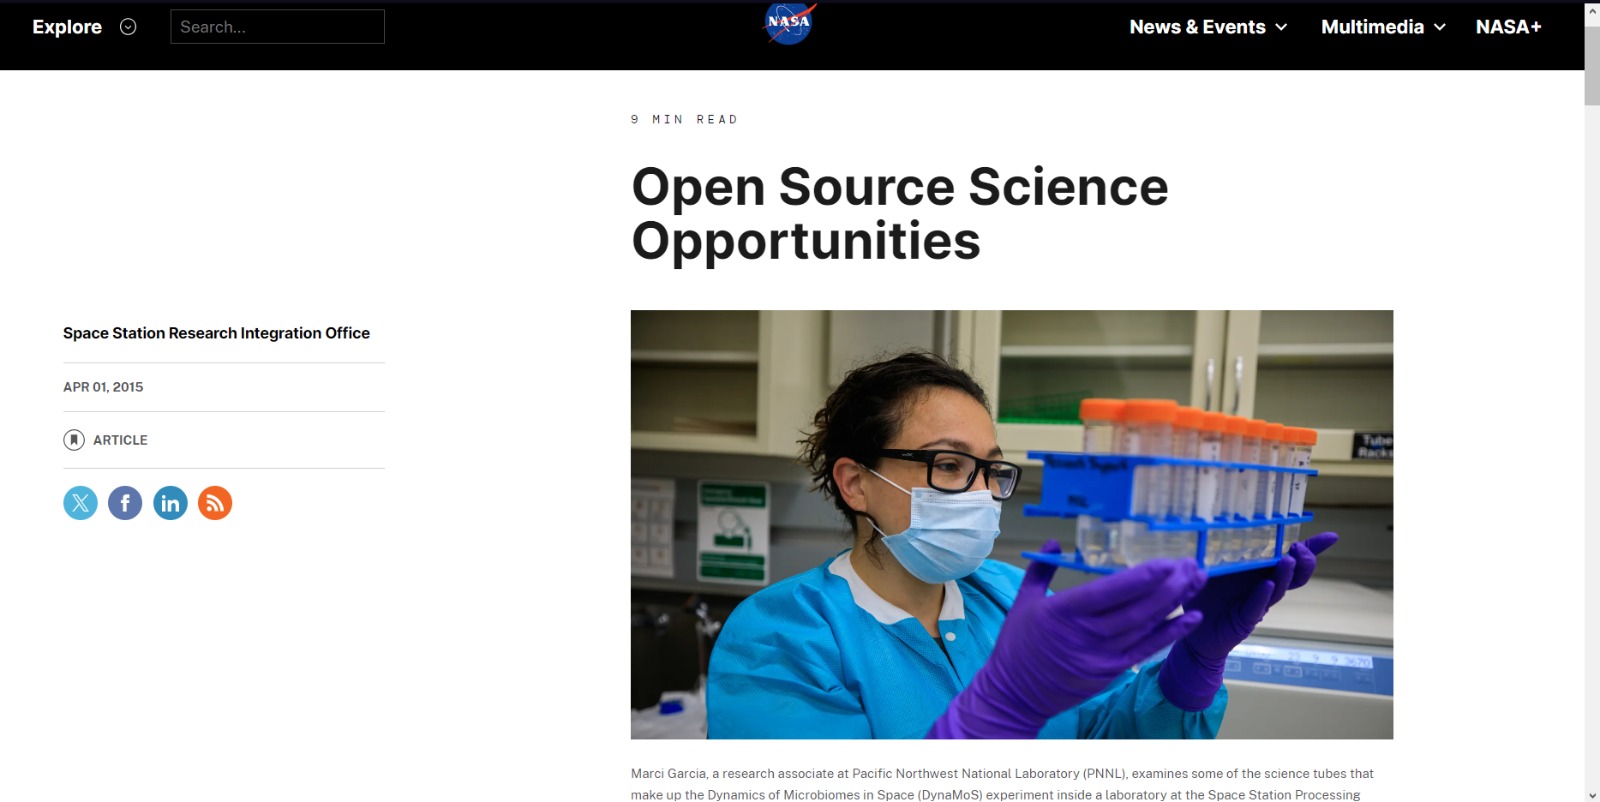 Explore
Search...
NASA
News & Events
Multimedia
NASA+
9 MIN READ
Open Source Science
Opportunities
Space Station Research Integration Office
APR 01, 2015
ARTICLE
Tube
Racks
Marci Garcia, a research associate at Pacific Northwest National Laboratory (PNNL), examines some of the science tubes that
make up the Dynamics of Microbiomes in Space (DynaMoS) experiment inside a laboratory at the Space Station Processing